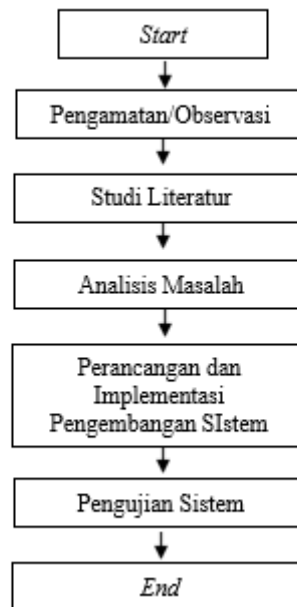 Start
Pengamatan/Observasi
Studi Literatur
Analisis Masalah
Perancangan dan
Implementasi
Pengembangan SIstem
Pengujian Sistem
End